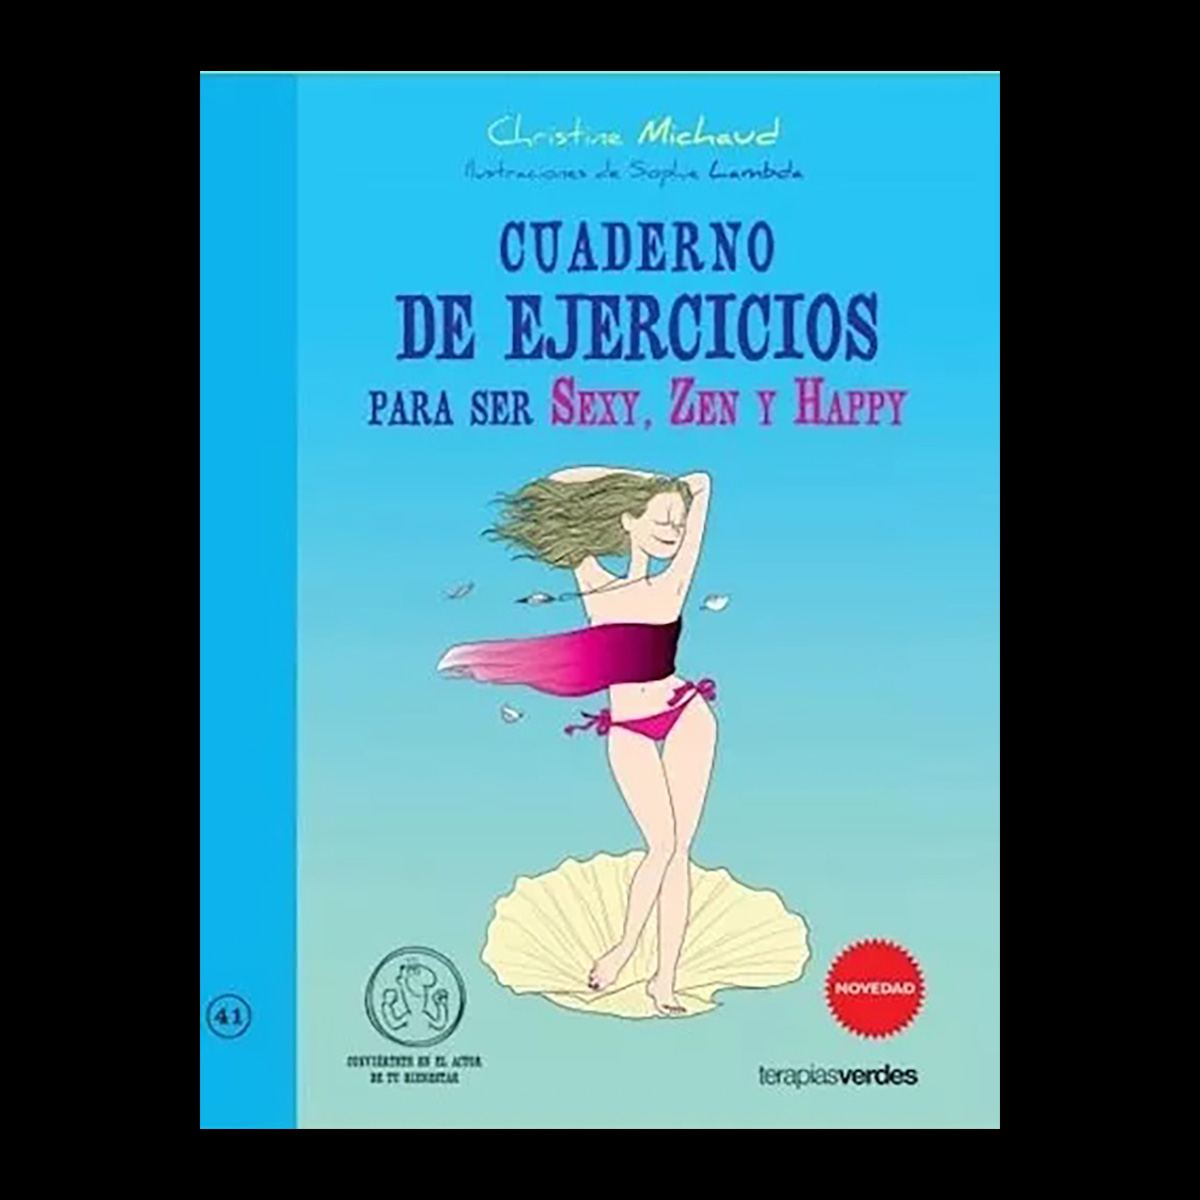 Christine Michaud
Ilustraciones de Sophie Lambda
CUADERNO
DE EJERCICIOS
PARA SER SEXY, ZEN Y HAPPY
41
CONVIÉRTETE EN EL ACTOR
DE TU BIENESTAR
NOVEDAD
terapiasverdes